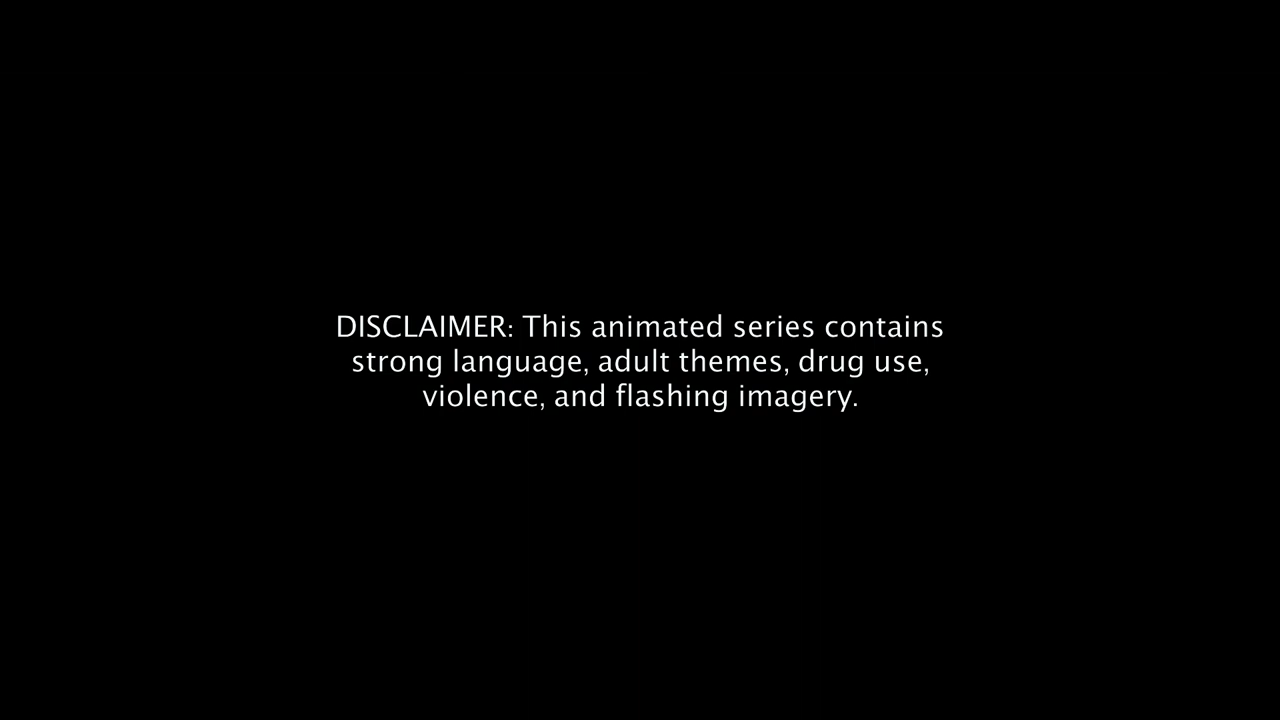 DISCLAIMER: This animated series contains
strong language, adult themes, drug use,
violence, and flashing imagery.